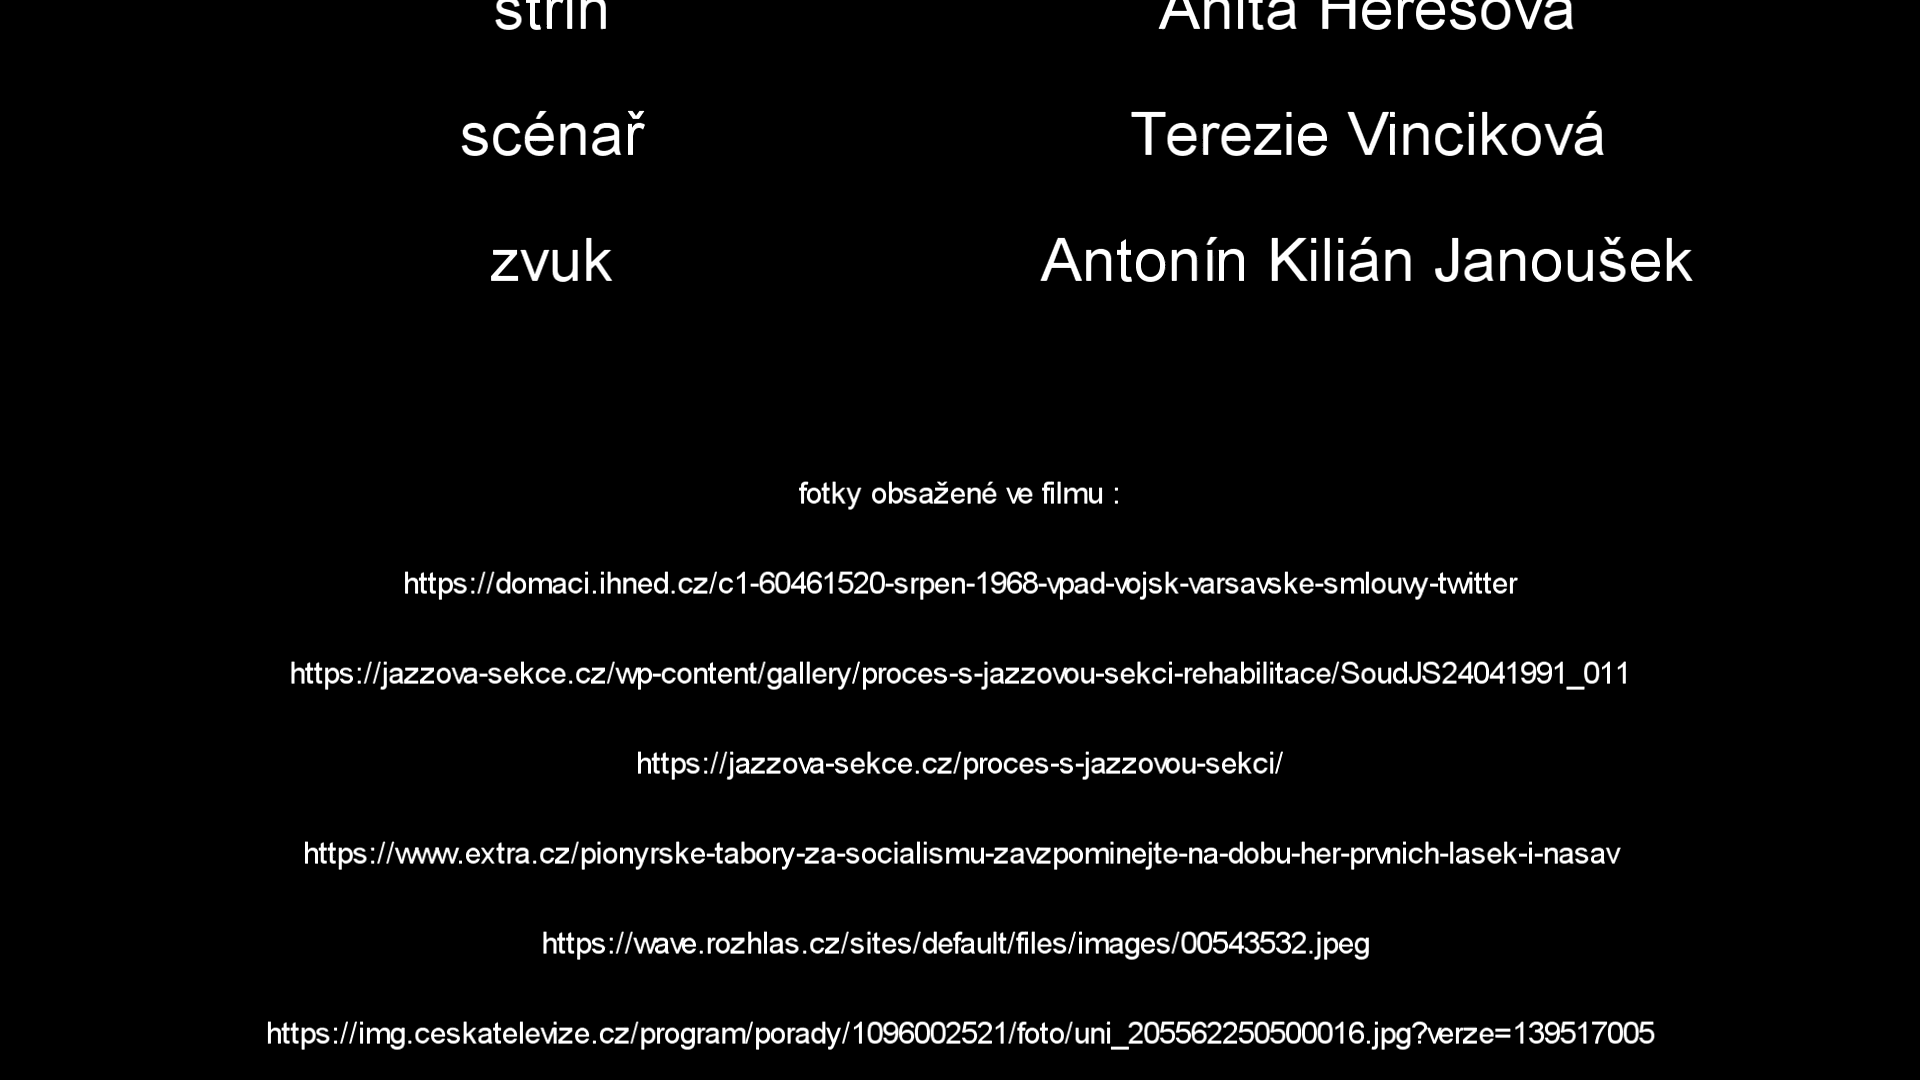 střih Anita Herešová
scénař Terezie Vinciková
zvuk Antonín Kilián Janoušek
fotky obsažené ve filmu :
https://domaci.ihned.cz/c1-60461520-srpen-1968-vpad-vojsk-varsavske-smlouvy-twitter
https://jazzova-sekce.cz/wp-content/gallery/proces-s-jazzovou-sekci-rehabilitace/SoudJS24041991_011
https://jazzova-sekce.cz/proces-s-jazzovou-sekci/
https://www.extra.cz/pionyrske-tabory-za-socialismu-zavzpominejte-na-dobu-her-prvnich-lasek-i-nasav
https://wave.rozhlas.cz/sites/default/files/images/00543532.jpeg
https://img.ceskatelevize.cz/program/porady/1096002521/foto/uni_205562250500016.jpg?verze=139517005